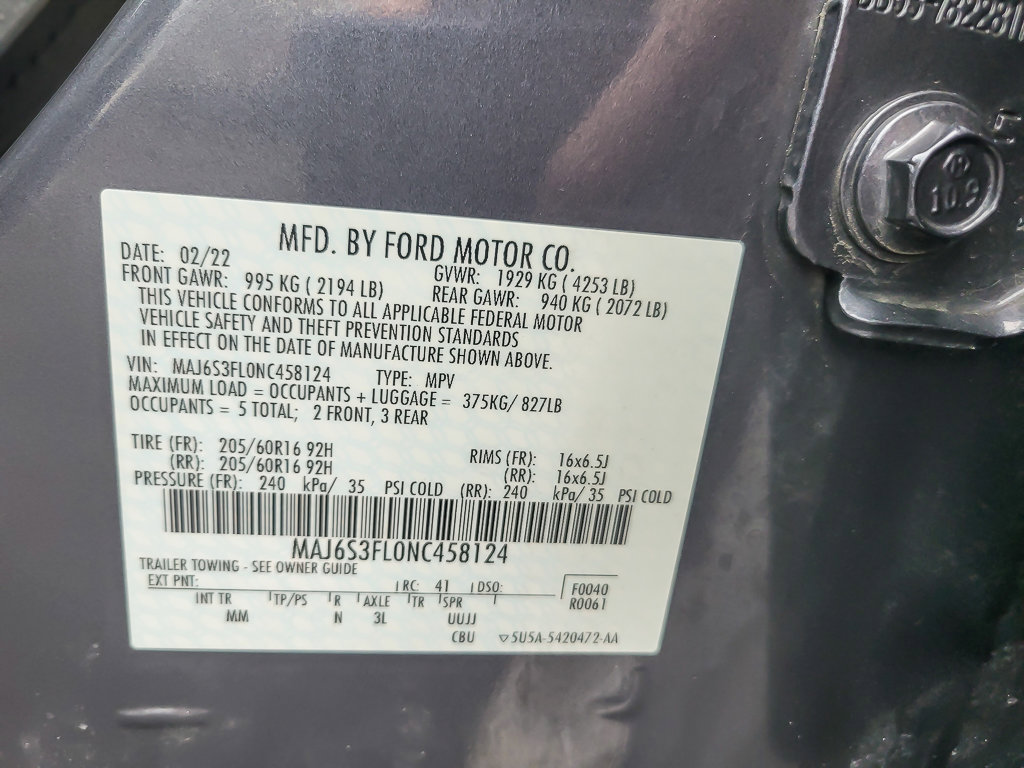 MFD. BY FORD MOTOR CO.
DATE: 02/22 GVWR: 1929 KG ( 4253 LB)
FRONT GAWR: 995 KG ( 2194 LB) REAR GAWR: 940 KG ( 2072 LB)
THIS VEHICLE CONFORMS TO ALL APPLICABLE FEDERAL MOTOR
VEHICLE SAFETY AND THEFT PREVENTION STANDARDS
IN EFFECT ON THE DATE OF MANUFACTURE SHOWN ABOVE.
VIN: MAJ6S3FL0NC458124 TYPE: MPV
MAXIMUM LOAD = OCCUPANTS + LUGGAGE = 375KG/ 827LB
OCCUPANTS = 5 TOTAL; 2 FRONT, 3 REAR
TIRE (FR): 205/60R16 92H RIMS (FR): 16x6.5J
(RR): 205/60R16 92H (RR): 16x6.5J
PRESSURE (FR): 240 kPa/ 35 PSI COLD (RR): 240 kPa/ 35 PSI COLD
MAJ6S3FL0NC458124
TRAILER TOWING - SEE OWNER GUIDE
EXT PNT: RC: 41 DSO: F0040
R0061
INT TR TP/PS R AXLE TR SPR
MM N 3L UUJJ
CBU 5U5A-5420472-AA
10.9